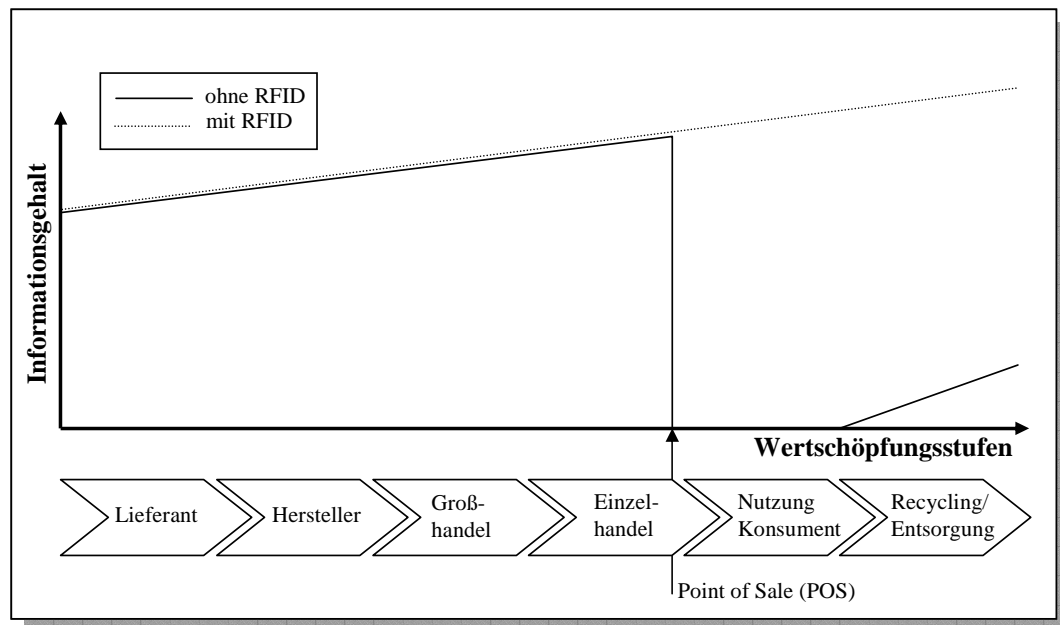 ohne RFID
mit RFID
Informationsgehalt
Wertschöpfungsstufen
Lieferant
Hersteller
Groß-
handel
Einzel-
handel
Nutzung
Konsument
Recycling/
Entsorgung
Point of Sale (POS)